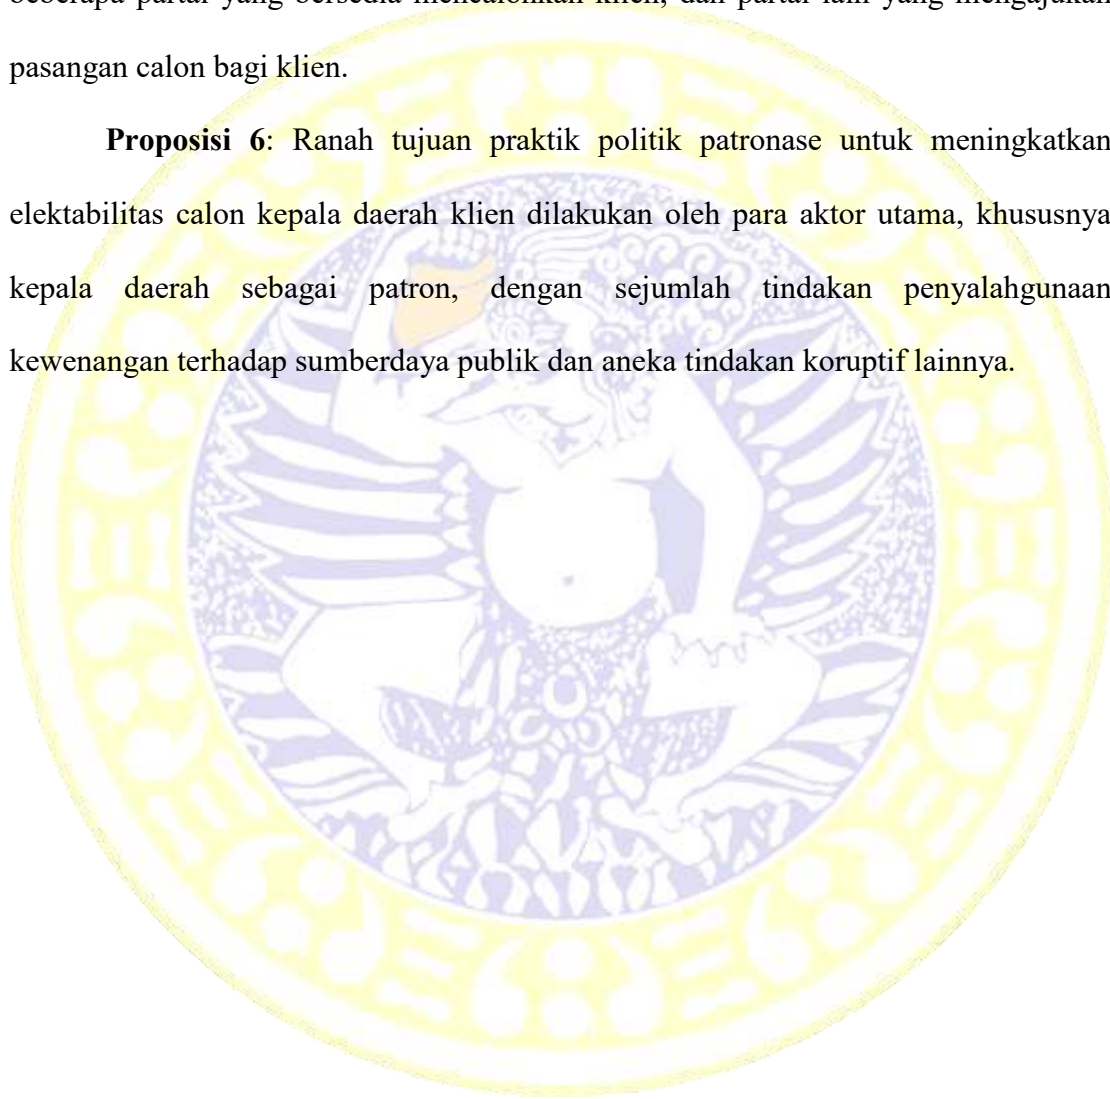 beberapa partai yang bersedia mencalonkan klien, dan partai lain yang mengajukan
pasangan calon bagi klien.
Proposisi 6: Ranah tujuan praktik politik patronase untuk meningkatkan
elektabilitas calon kepala daerah klien dilakukan oleh para aktor utama, khususnya
kepala daerah sebagai patron, dengan sejumlah tindakan penyalahgunaan
kewenangan terhadap sumberdaya publik dan aneka tindakan koruptif lainnya.